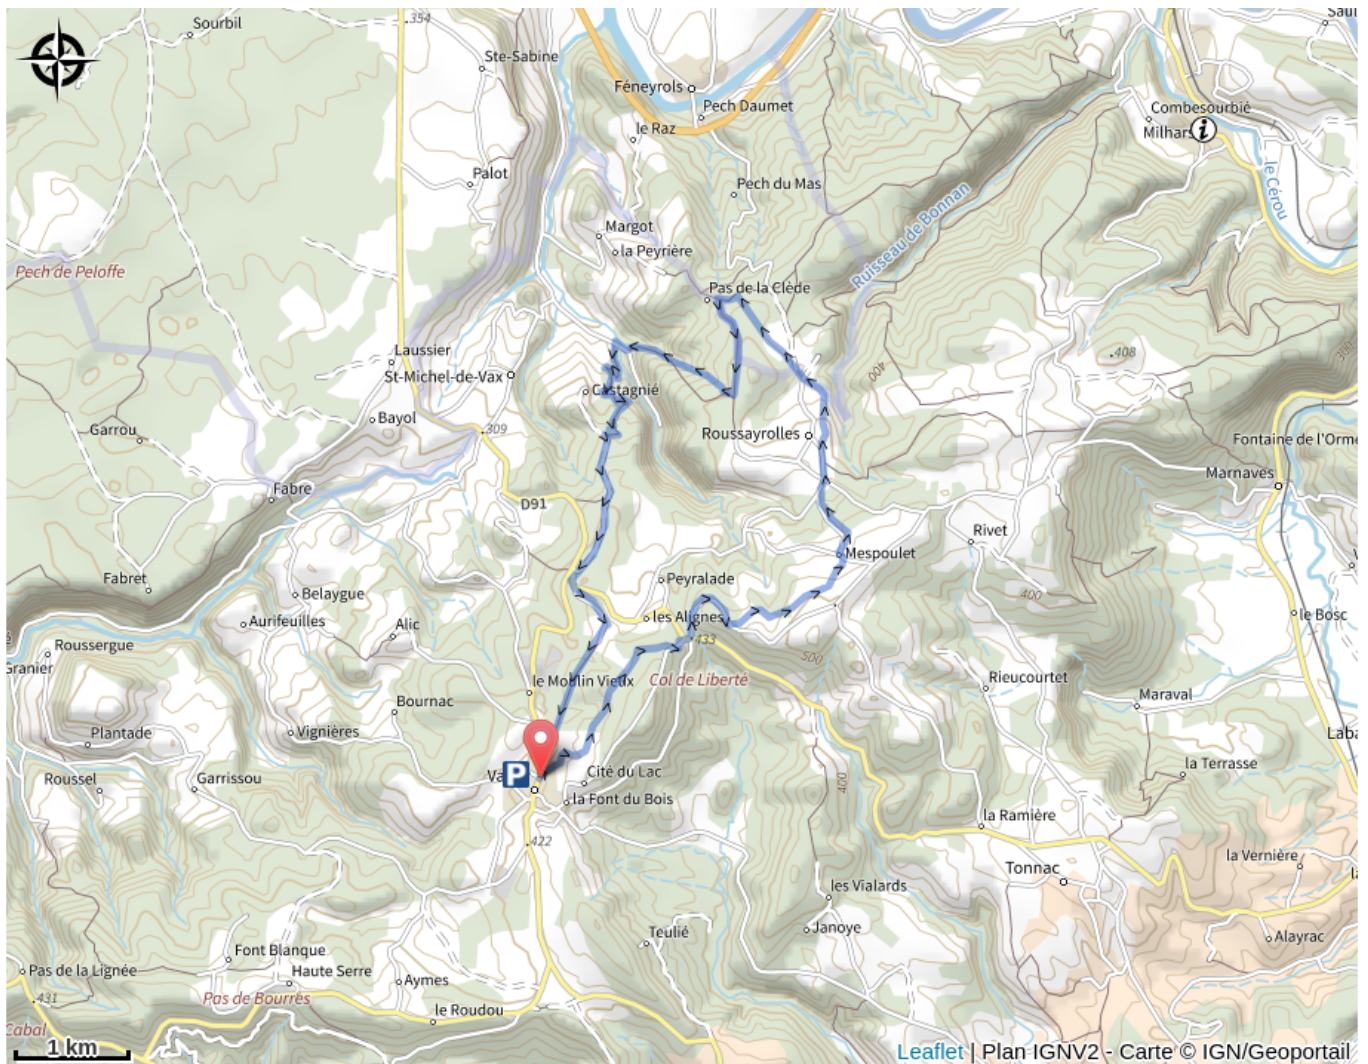 Sourbil
354
Saul
Ste-Sabine
Féneyrols
Pech Daumet
Combesourbié
Milhars
le Raz
le Cérou
Palot
Pech du Mas
Ruisseau de Bonnan
Margot
la Peyrière
Pech de Peloffe
Pas de la Clède
Laussier
408
400
St-Michel-de-Vax
Castagnié
Bayol
309
Garrou
Roussayrolles
Fontaine de l'Orme
Marnaves
Fabre
D91
Rivet
Mespoulet
Fabret
Peyralade
Belaygue
400
les Alignes
le Bosc
Aurifeuilles
Alic
433
Roussergue
Granier
500
Col de Liberté
le Moulin Vieux
Rieucourtet
Maraval
Bournac
Vignières
Plantade
Laba
la Terrasse
P
Va
Cité du Lac
Roussel
Garrissou
400
la Font du Bois
la Ramière
422
la Vernière
Tonnac
les Vialards
Janoye
Teulié
Alayrac
Font Blanque
Pas de la Lignée
Haute Serre
Aymes
431
Pas de Bourrès
le Roudou
Cabal
1 km
Leaflet | Plan IGNV2 - Carte © IGN/Geoportail